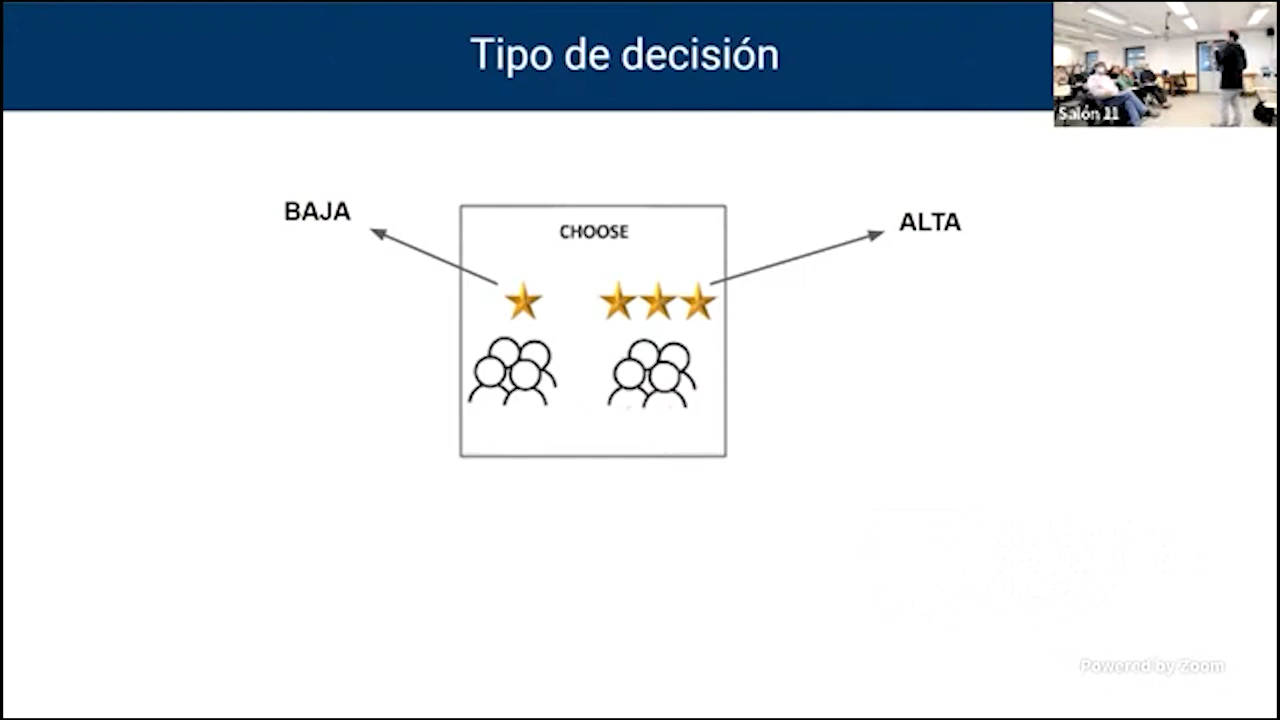 Tipo de decisión
Salón 11
BAJA
ALTA
CHOOSE
Powered by Zoom